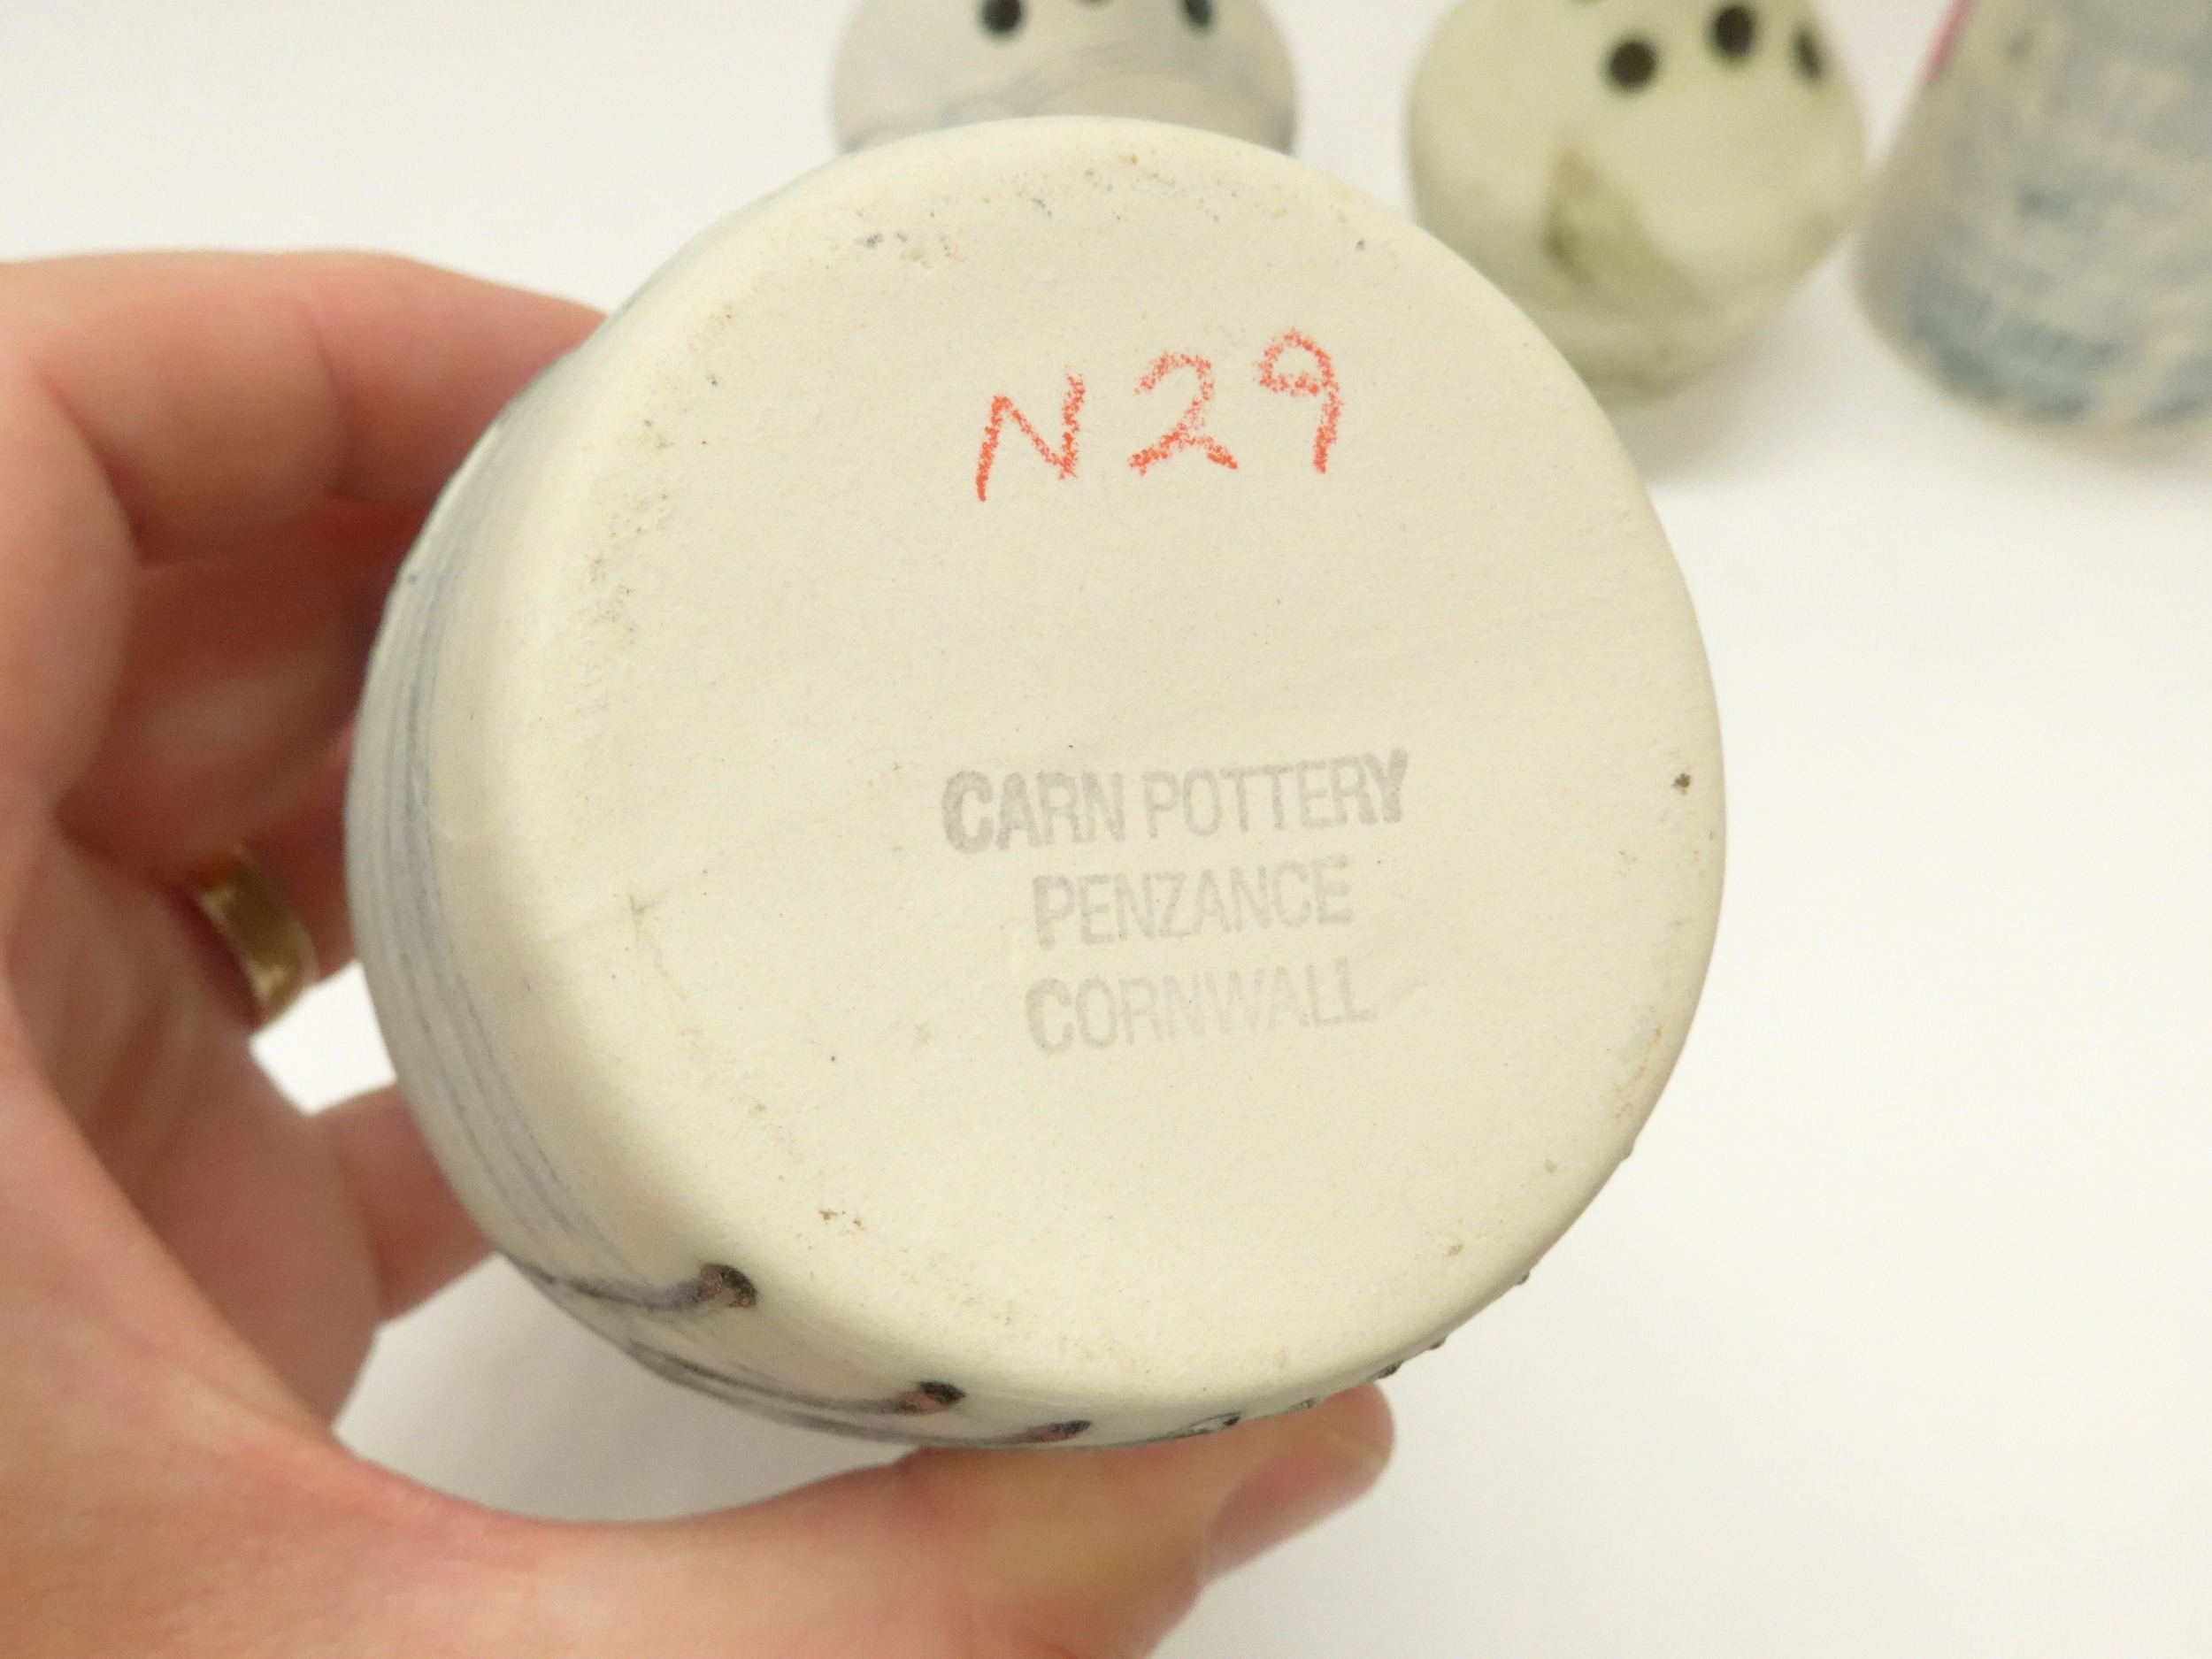 N29
CARN POTTERY
PENZANCE
CORNWALL